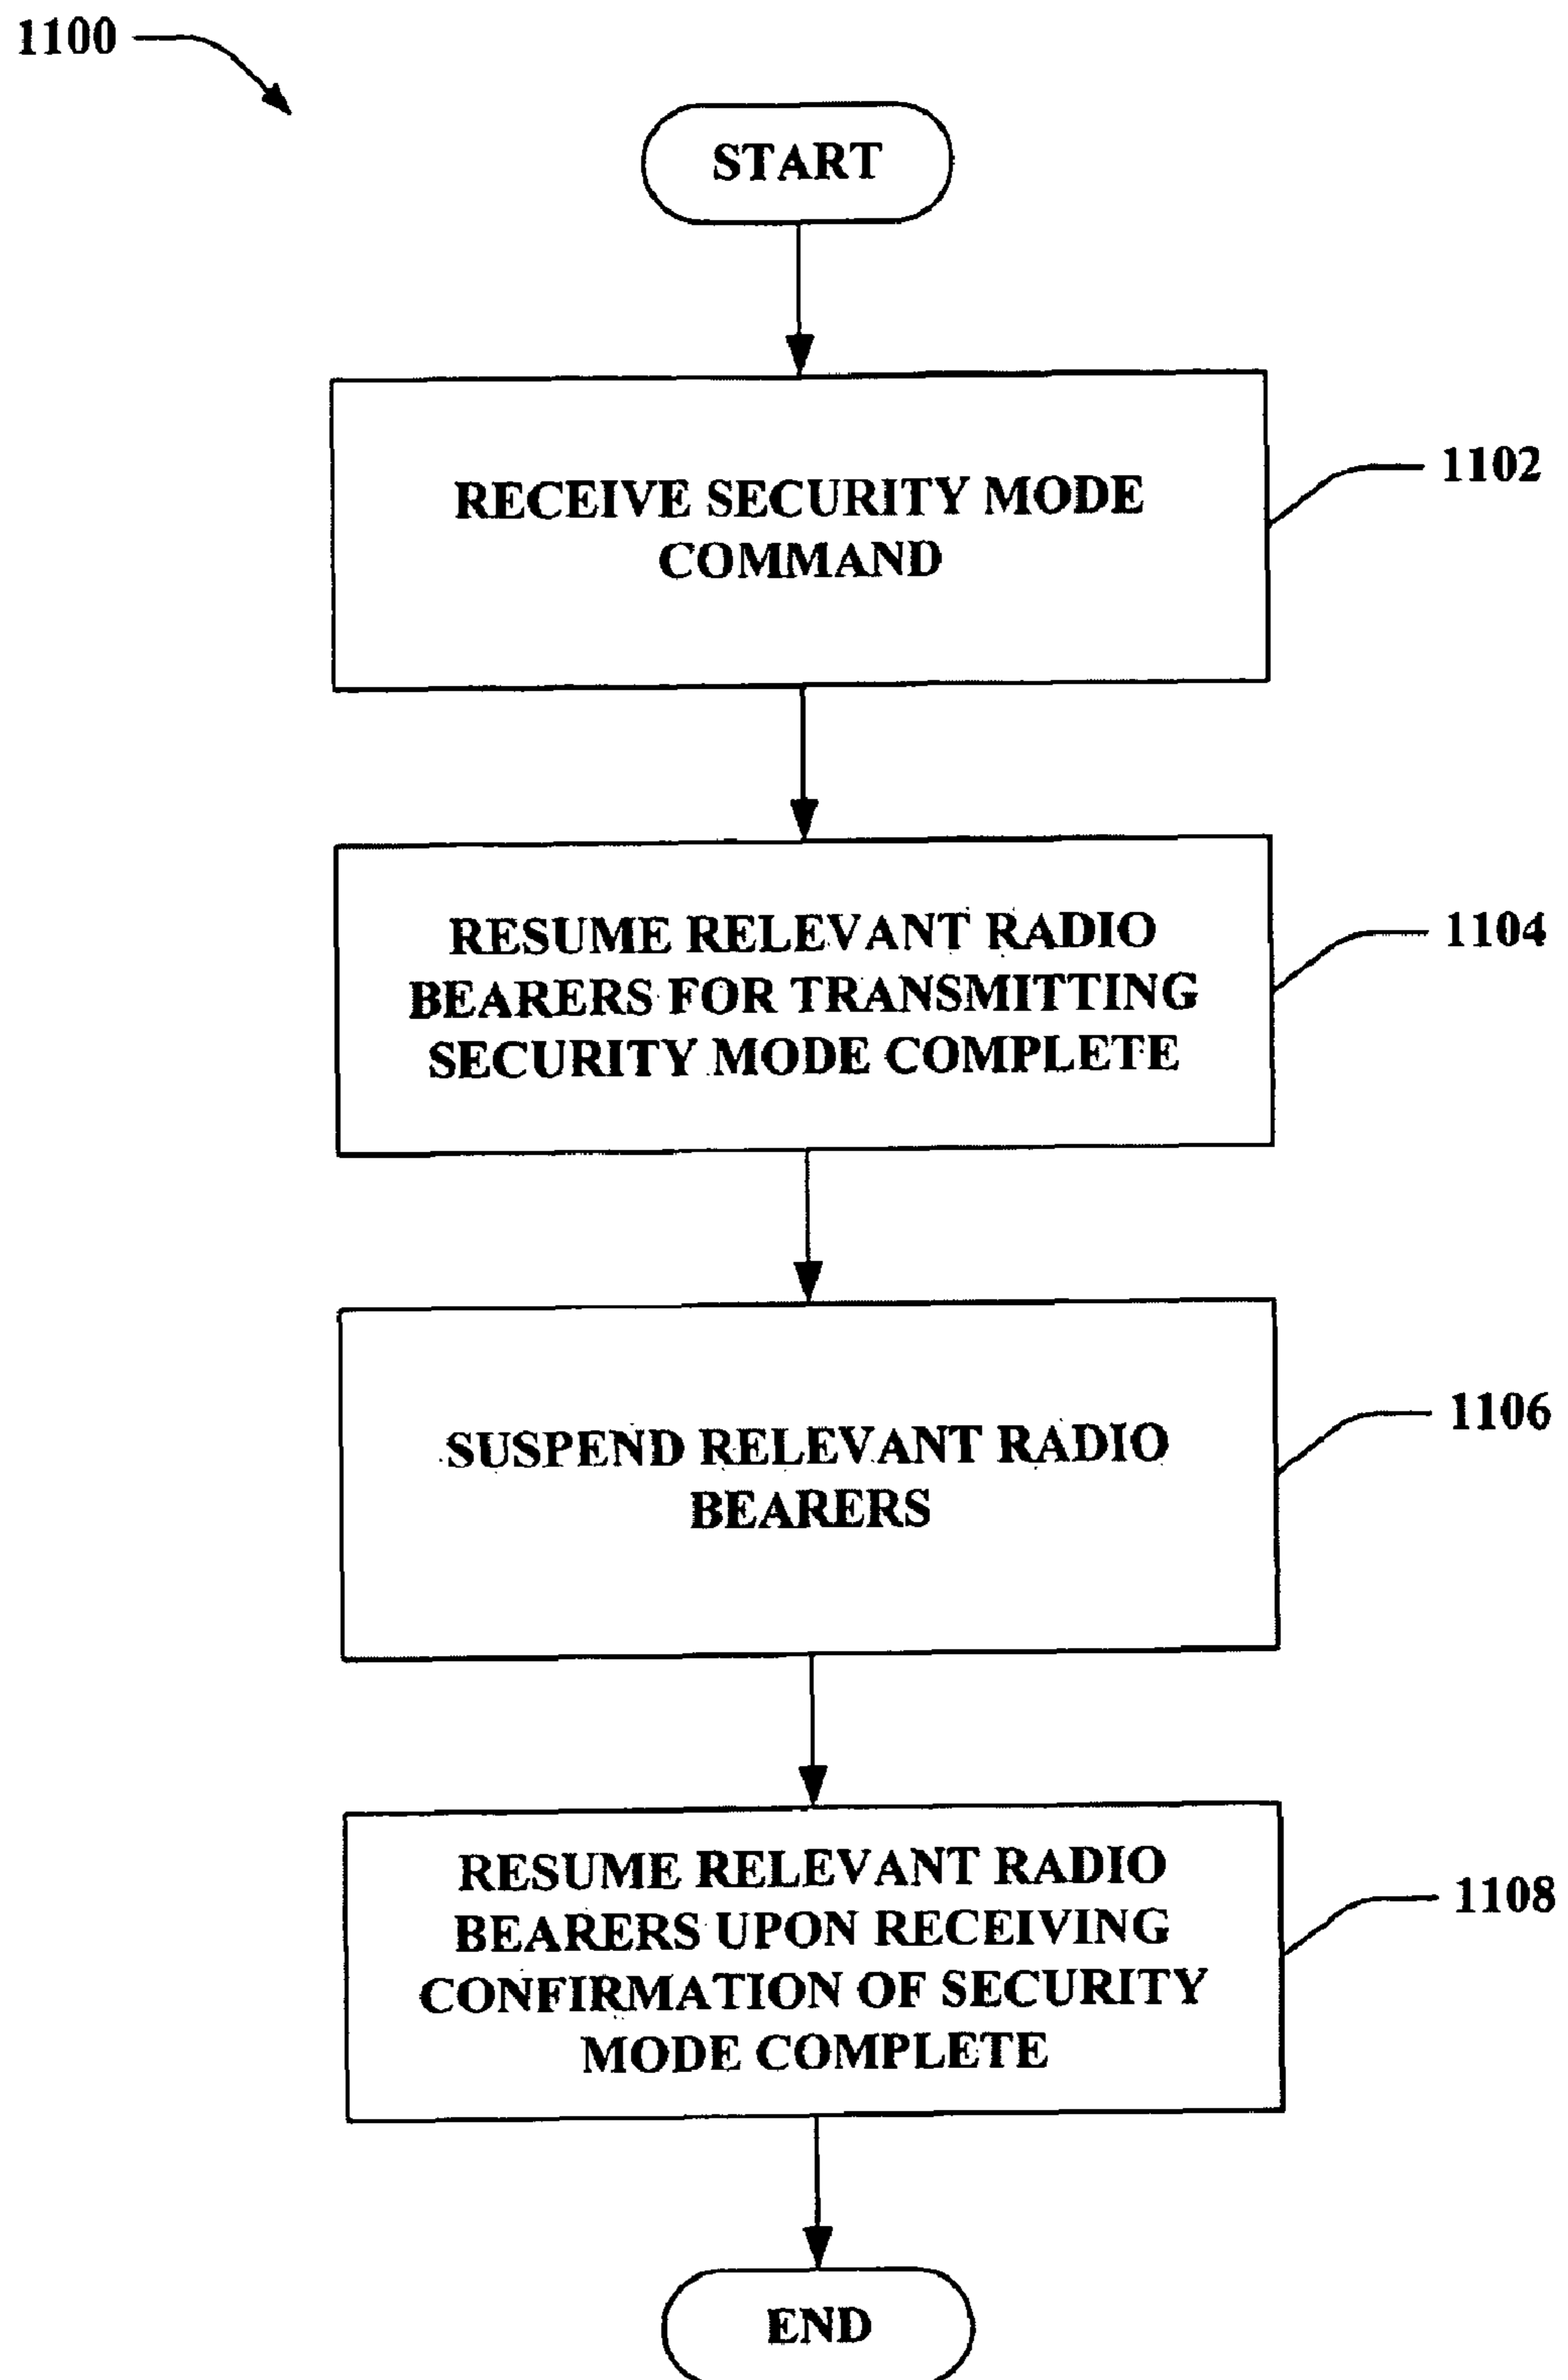 1100
START
RECEIVE SECURITY MODE
COMMAND
1102
RESUME RELEVANT RADIO
BEARERS FOR TRANSMITTING
SECURITY MODE COMPLETE
1104
SUSPEND RELEVANT RADIO
BEARERS
1106
RESUME RELEVANT RADIO
BEARERS UPON RECEIVING
CONFIRMATION OF SECURITY
MODE COMPLETE
1108
END